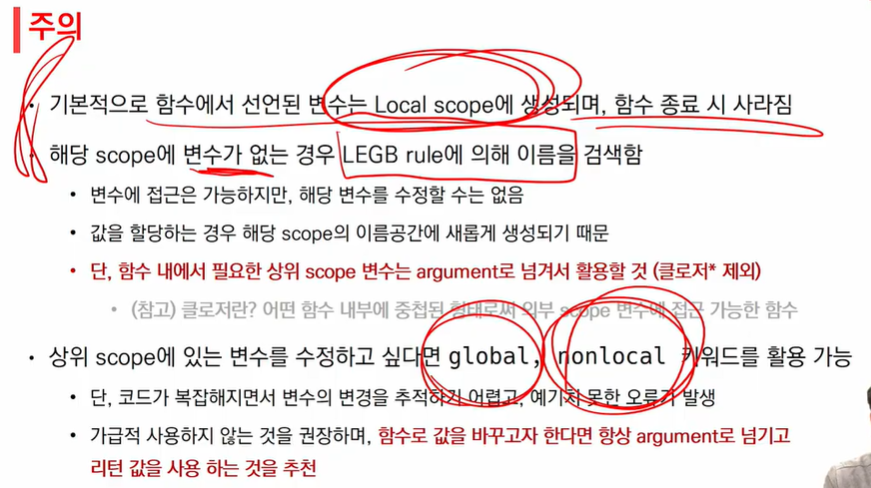 주의
• 기본적으로 함수에서 선언된 변수는 Local scope에 생성되며, 함수 종료 시 사라짐
• 해당 scope에 변수가 없는 경우 LEGB rule에 의해 이름을 검색함
• 변수에 접근은 가능하지만, 해당 변수를 수정할 수는 없음
• 값을 할당하는 경우 해당 scope의 이름공간에 새롭게 생성되기 때문
• 단, 함수 내에서 필요한 상위 scope 변수는 argument로 넘겨서 활용할 것 (클로저* 제외)
• (참고) 클로저란? 어떤 함수 내부에 중첩된 형태로써 외부 scope 변수에 접근 가능한 함수
• 상위 scope에 있는 변수를 수정하고 싶다면 global, nonlocal 키워드를 활용 가능
• 단, 코드가 복잡해지면서 변수의 변경을 추적하기 어렵고, 예기치 못한 오류가 발생
• 가급적 사용하지 않는 것을 권장하며, 함수로 값을 바꾸고자 한다면 항상 argument로 넘기고
리턴 값을 사용 하는 것을 추천